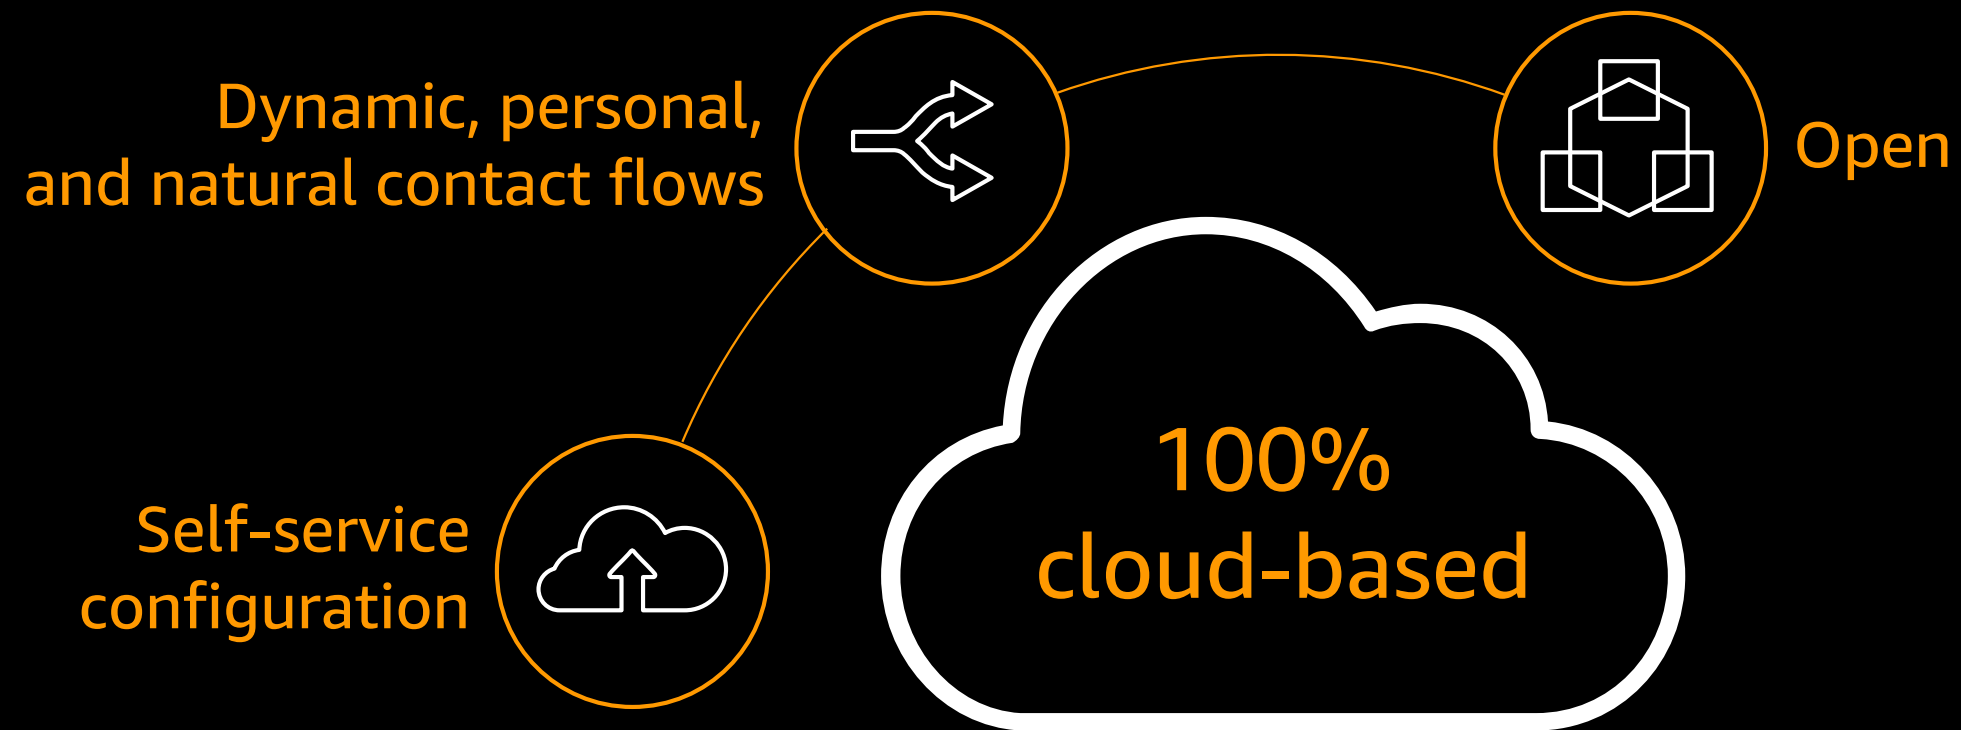 Dynamic, personal,
and natural contact flows
Open
Self-service
configuration
100%
cloud-based